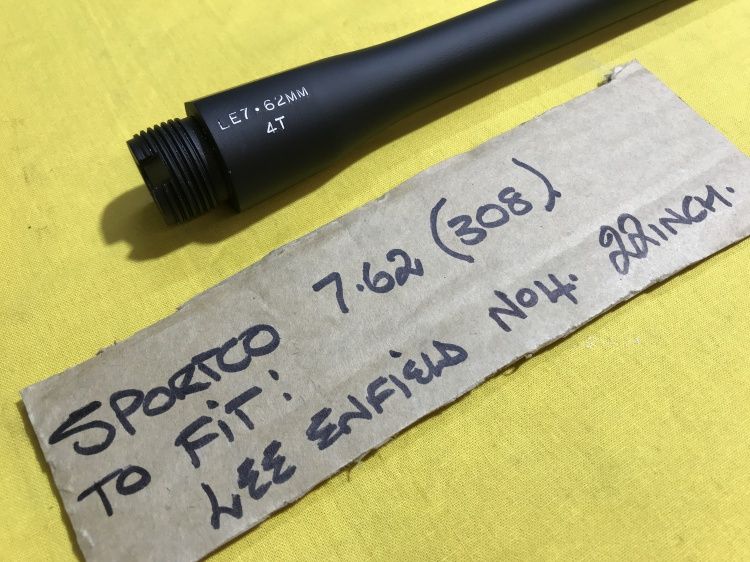 LE7·62MM
4T
SPORTCO 7.62 (308)
TO FiT:
LEE ENFiELD NO4. 22INCH.